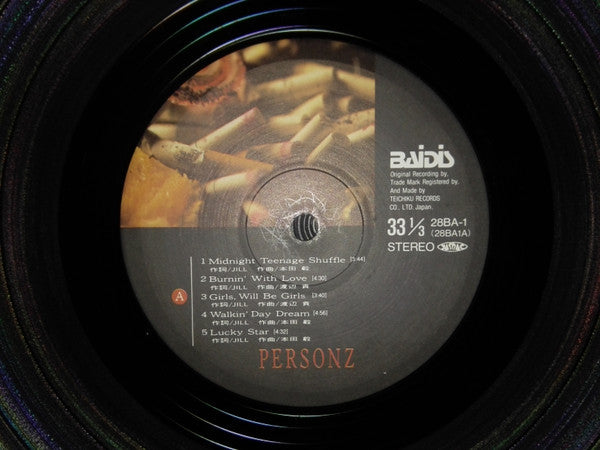 BAiDiS
Original Recording by.
Trade Mark Registered by.
And Made by
TEICHIKU RECORDS
CO., LTD. Japan.
33 1/3 28BA-1
(28BA1A)
STEREO
A
1 Midnight Teenage Shuffle [5:44]
作詞/JILL 作曲/本田 毅
2 Burnin' With Love [4:30]
作詞/JILL 作曲/渡辺 貢
3 Girls, Will Be Girls [3:40]
作詞/JILL 作曲/渡辺 貢
4 Walkin' Day Dream [4:56]
作詞/JILL 作曲/本田 毅
5 Lucky Star [4:32]
作詞/JILL 作曲/本田 毅
PERSONZ